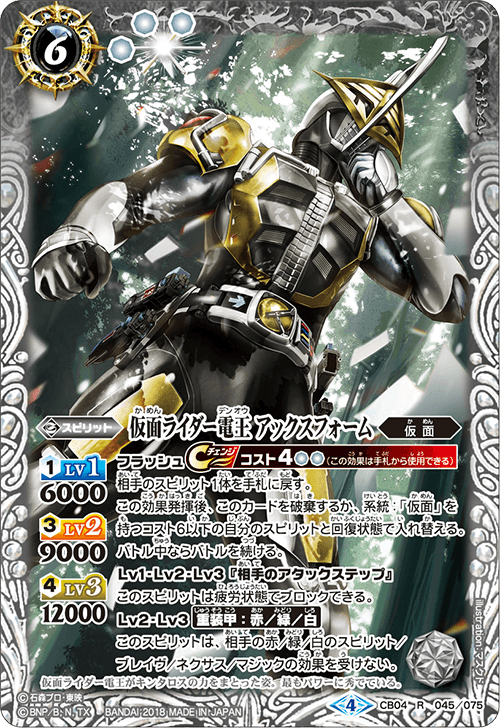 6
スピリット
仮面ライダー電王 アックスフォーム
仮面
フラッシュ チェンジ コスト4 (この効果は手札から使用できる)
相手のスピリット1体を手札に戻す。
この効果発揮後、このカードを破棄するか、系統:「仮面」を
持つコスト6以下の自分のスピリットと回復状態で入れ替える。
バトル中ならバトルを続ける。
Lv1・Lv2・Lv3『相手のアタックステップ』
このスピリットは疲労状態でブロックできる。
Lv2・Lv3 重装甲:赤/緑/白
このスピリットは、相手の赤/緑/白のスピリット/
ブレイヴ/ネクサス/マジックの効果を受けない。
仮面ライダー電王がキンタロスの力をまとった姿。最もパワーに秀でている。
1 LV1
6000
3 LV2
9000
4 LV3
12000
©石森プロ・東映
©BNP/B・N, TX BANDAI 2018 MADE IN JAPAN
4 CB04 R 045/075